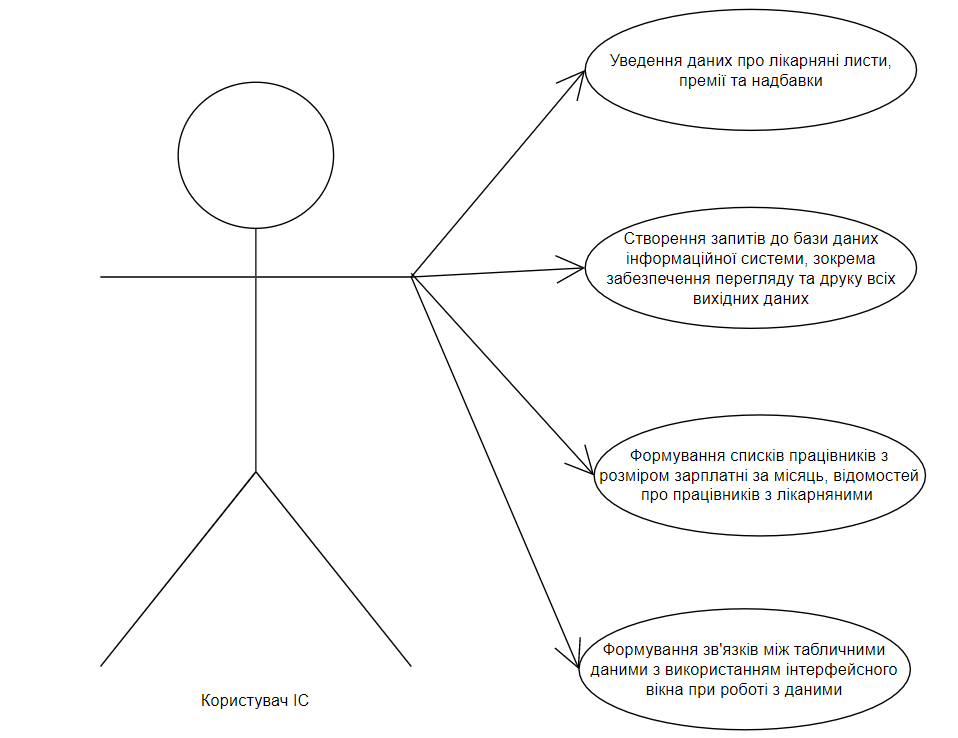 Уведення даних про лікарняні листи,
премії та надбавки
Створення запитів до бази даних
інформаційної системи, зокрема
забезпечення перегляду та друку всіх
вихідних даних
Формування списків працівників з
розміром зарплатні за місяць, відомостей
про працівників з лікарняними
Формування зв'язків між табличними
даними з використанням інтерфейсного
вікна при роботі з даними
Користувач ІС